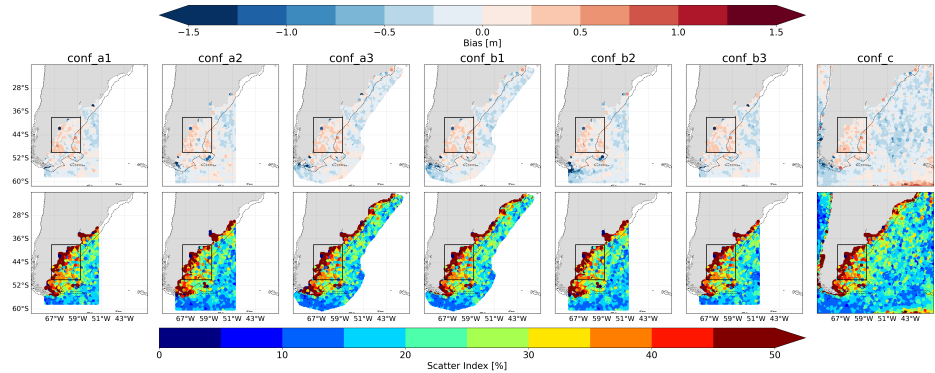 −1.5 −1.0 −0.5 0.0 0.5 1.0 1.5
Bias [m]
conf_a1 conf_a2 conf_a3 conf_b1 conf_b2 conf_b3 conf_c
28°S
36°S
44°S
52°S
60°S
28°S
36°S
44°S
52°S
60°S
67°W 59°W 51°W 43°W 67°W 59°W 51°W 43°W 67°W 59°W 51°W 43°W 67°W 59°W 51°W 43°W 67°W 59°W 51°W 43°W 67°W 59°W 51°W 43°W 67°W 59°W 51°W 43°W
0 10 20 30 40 50
Scatter Index [%]